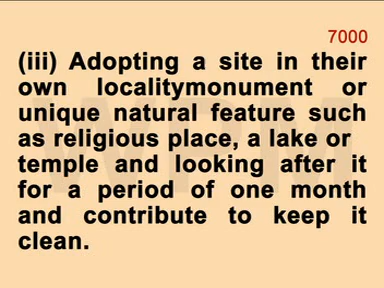 7000
(iii) Adopting a site in their
own localitymonument or
unique natural feature such
as religious place, a lake or
temple and looking after it
for a period of one month
and contribute to keep it
clean.